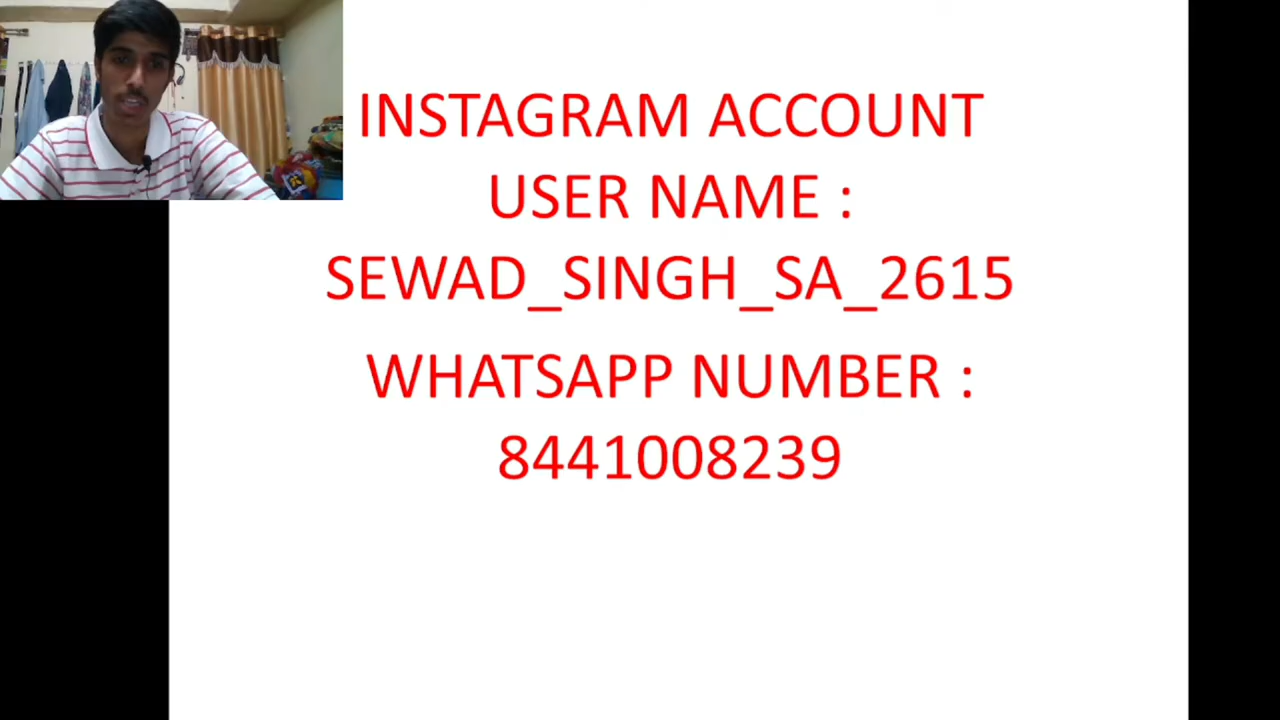 INSTAGRAM ACCOUNT
USER NAME :
SEWAD_SINGH_SA_2615
WHATSAPP NUMBER :
8441008239